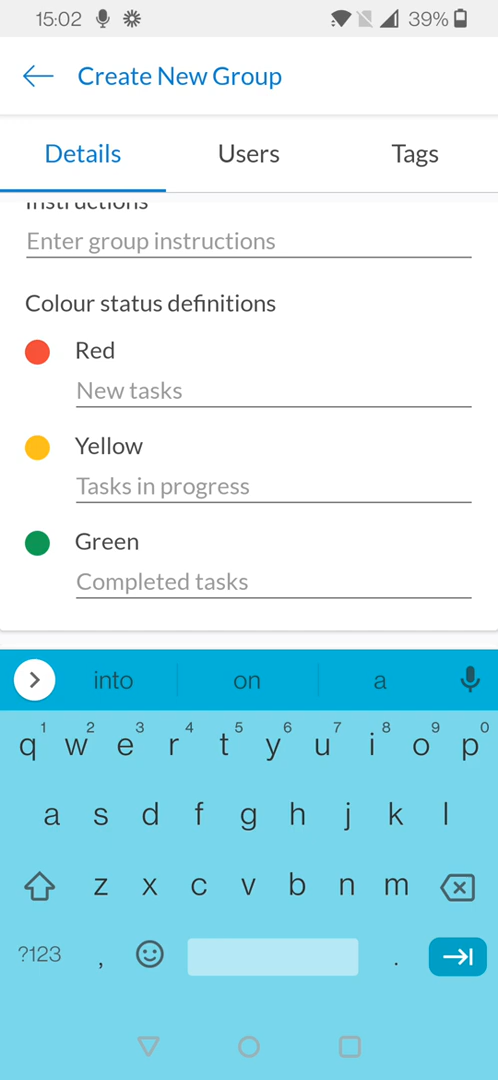 15:02 39%
Create New Group
Details Users Tags
Instructions
Enter group instructions
Colour status definitions
Red
New tasks
Yellow
Tasks in progress
Green
Completed tasks
into on a
1 2 3 4 5 6 7 8 9 0
q w e r t y u i o p
a s d f g h j k l
z x c v b n m
?123 , .